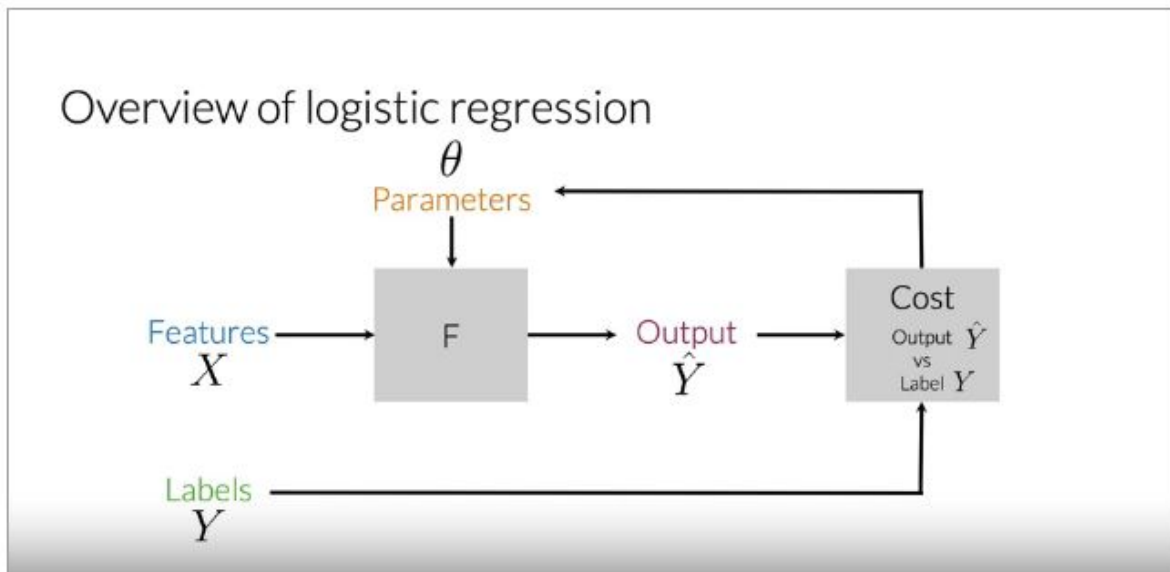 Overview of logistic regression
θ
Parameters
Features
X
F
Output
Ŷ
Cost
Output Ŷ
vs
Label Y
Labels
Y